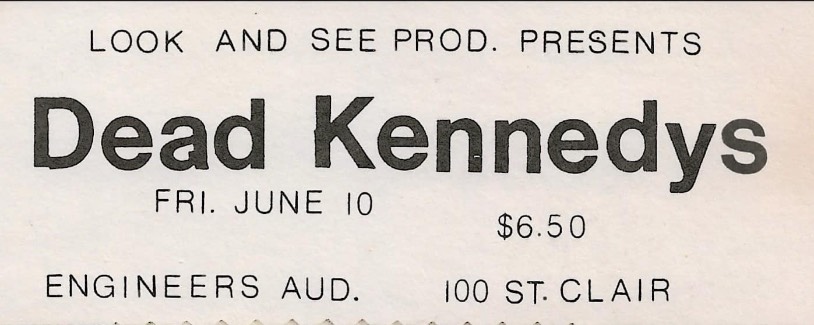 LOOK AND SEE PROD. PRESENTS
Dead Kennedys
FRI. JUNE 10
$6.50
ENGINEERS AUD. 100 ST. CLAIR